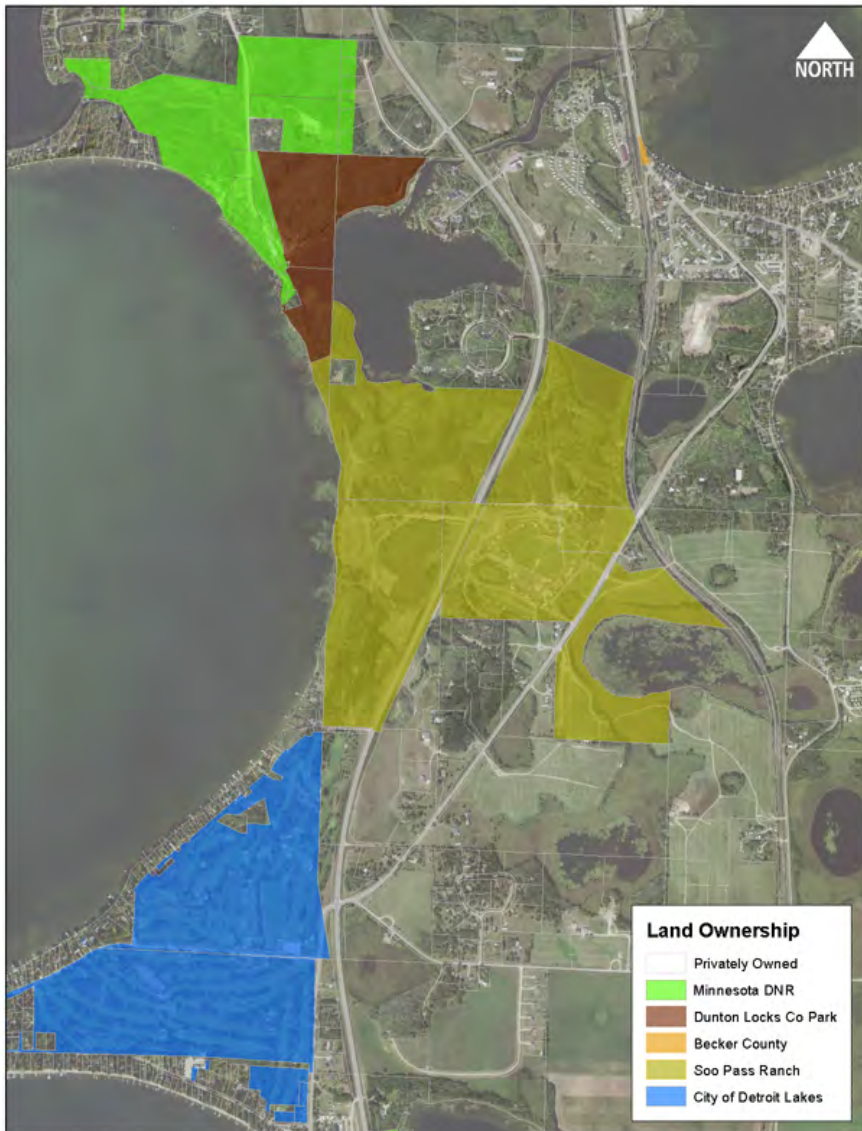 NORTH
Land Ownership
Privately Owned
Minnesota DNR
Dunton Locks Co Park
Becker County
Soo Pass Ranch
City of Detroit Lakes